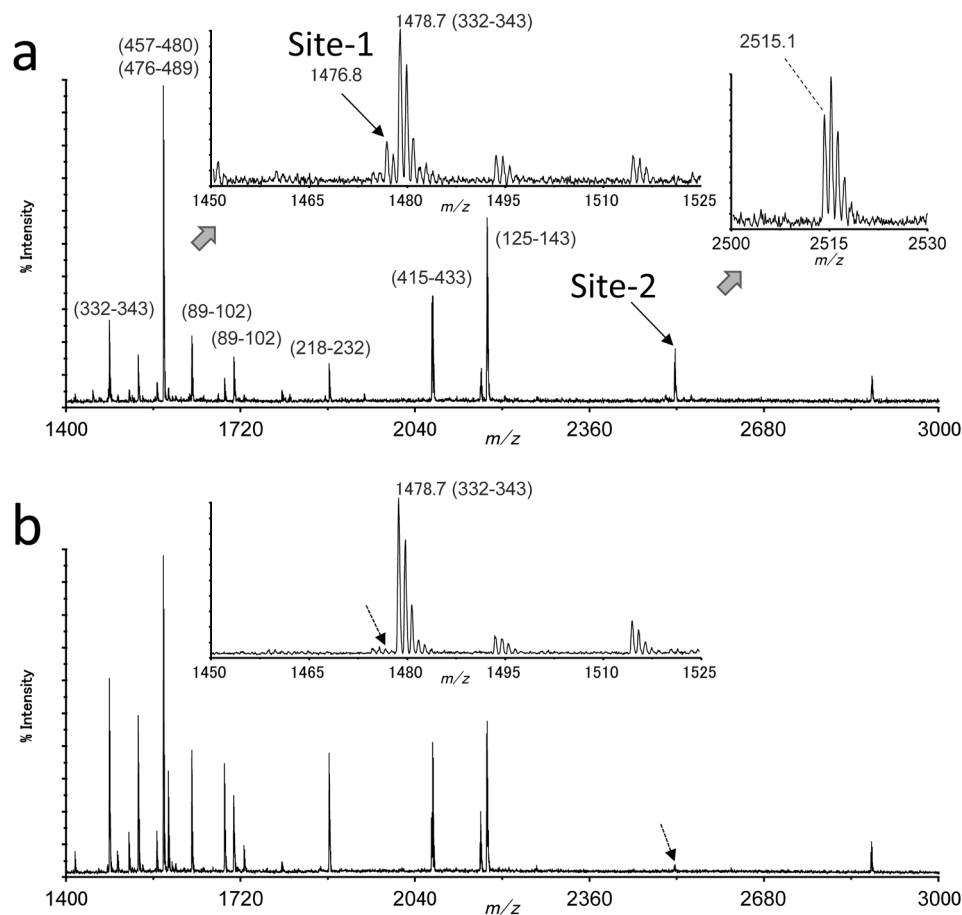 a
(457-480)
(476-489)
Site-1
1476.8
1478.7 (332-343)
1450 1465 1480 1495 1510 1525
m/z
2515.1
2500 2515 2530
m/z
(125-143)
(415-433)
Site-2
(332-343)
(89-102)
(89-102)
(218-232)
% Intensity
1400 1720 2040 2360 2680 3000
m/z
b
1478.7 (332-343)
1450 1465 1480 1495 1510 1525
m/z
% Intensity
1400 1720 2040 2360 2680 3000
m/z